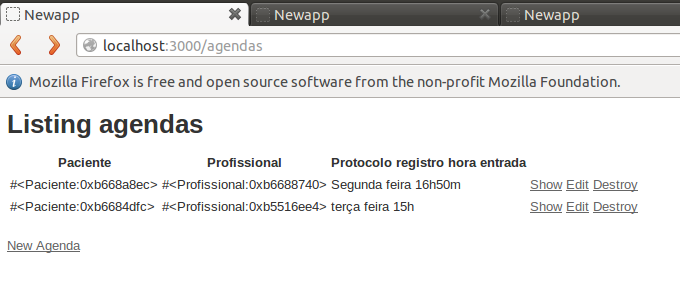 Newapp Newapp Newapp
localhost:3000/agendas
Mozilla Firefox is free and open source software from the non-profit Mozilla Foundation.
Listing agendas
Paciente Profissional Protocolo registro hora entrada
#<Paciente:0xb668a8ec> #<Profissional:0xb6688740> Segunda feira 16h50m Show Edit Destroy
#<Paciente:0xb6684dfc> #<Profissional:0xb5516ee4> terça feira 15h Show Edit Destroy
New Agenda